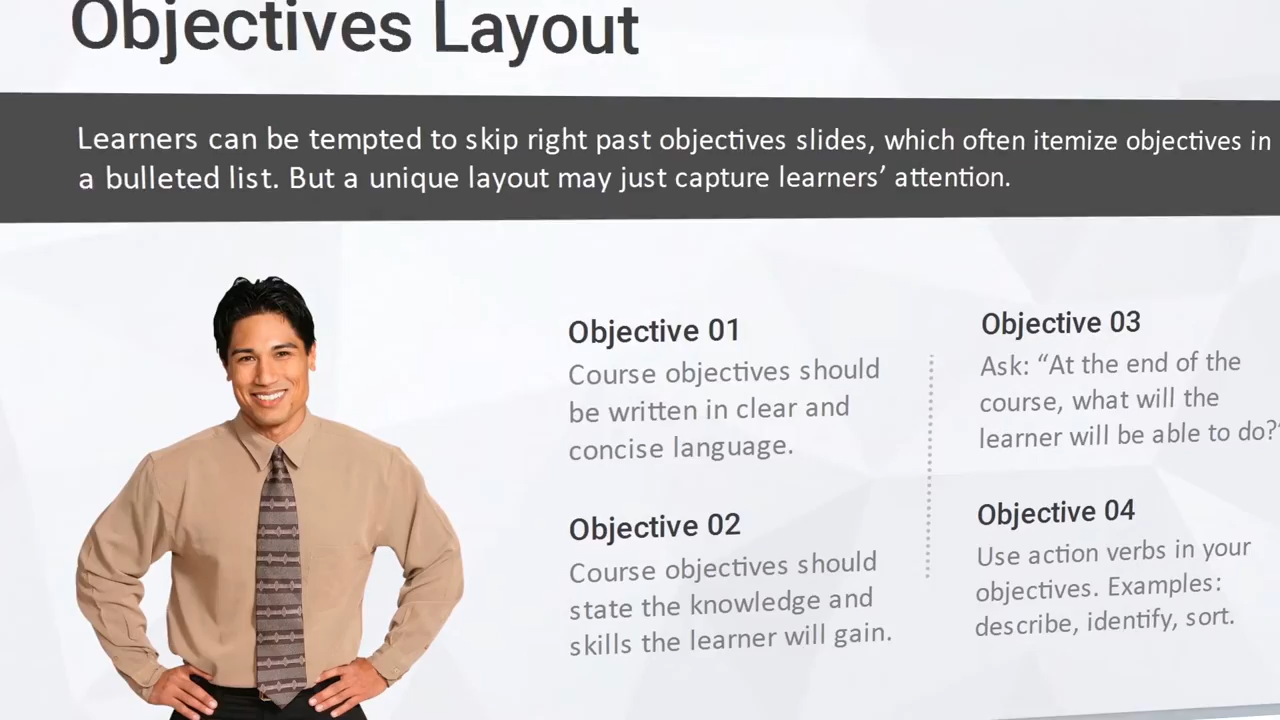 Objectives Layout
Learners can be tempted to skip right past objectives slides, which often itemize objectives in
a bulleted list. But a unique layout may just capture learners’ attention.
Objective 01
Course objectives should
be written in clear and
concise language.
Objective 02
Course objectives should
state the knowledge and
skills the learner will gain.
Objective 03
Ask: “At the end of the
course, what will the
learner will be able to do?”
Objective 04
Use action verbs in your
objectives. Examples:
describe, identify, sort.